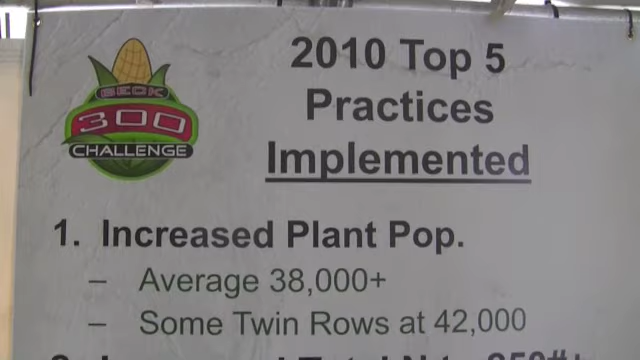 BECK
300
CHALLENGE
2010 Top 5
Practices
Implemented
1. Increased Plant Pop.
– Average 38,000+
– Some Twin Rows at 42,000